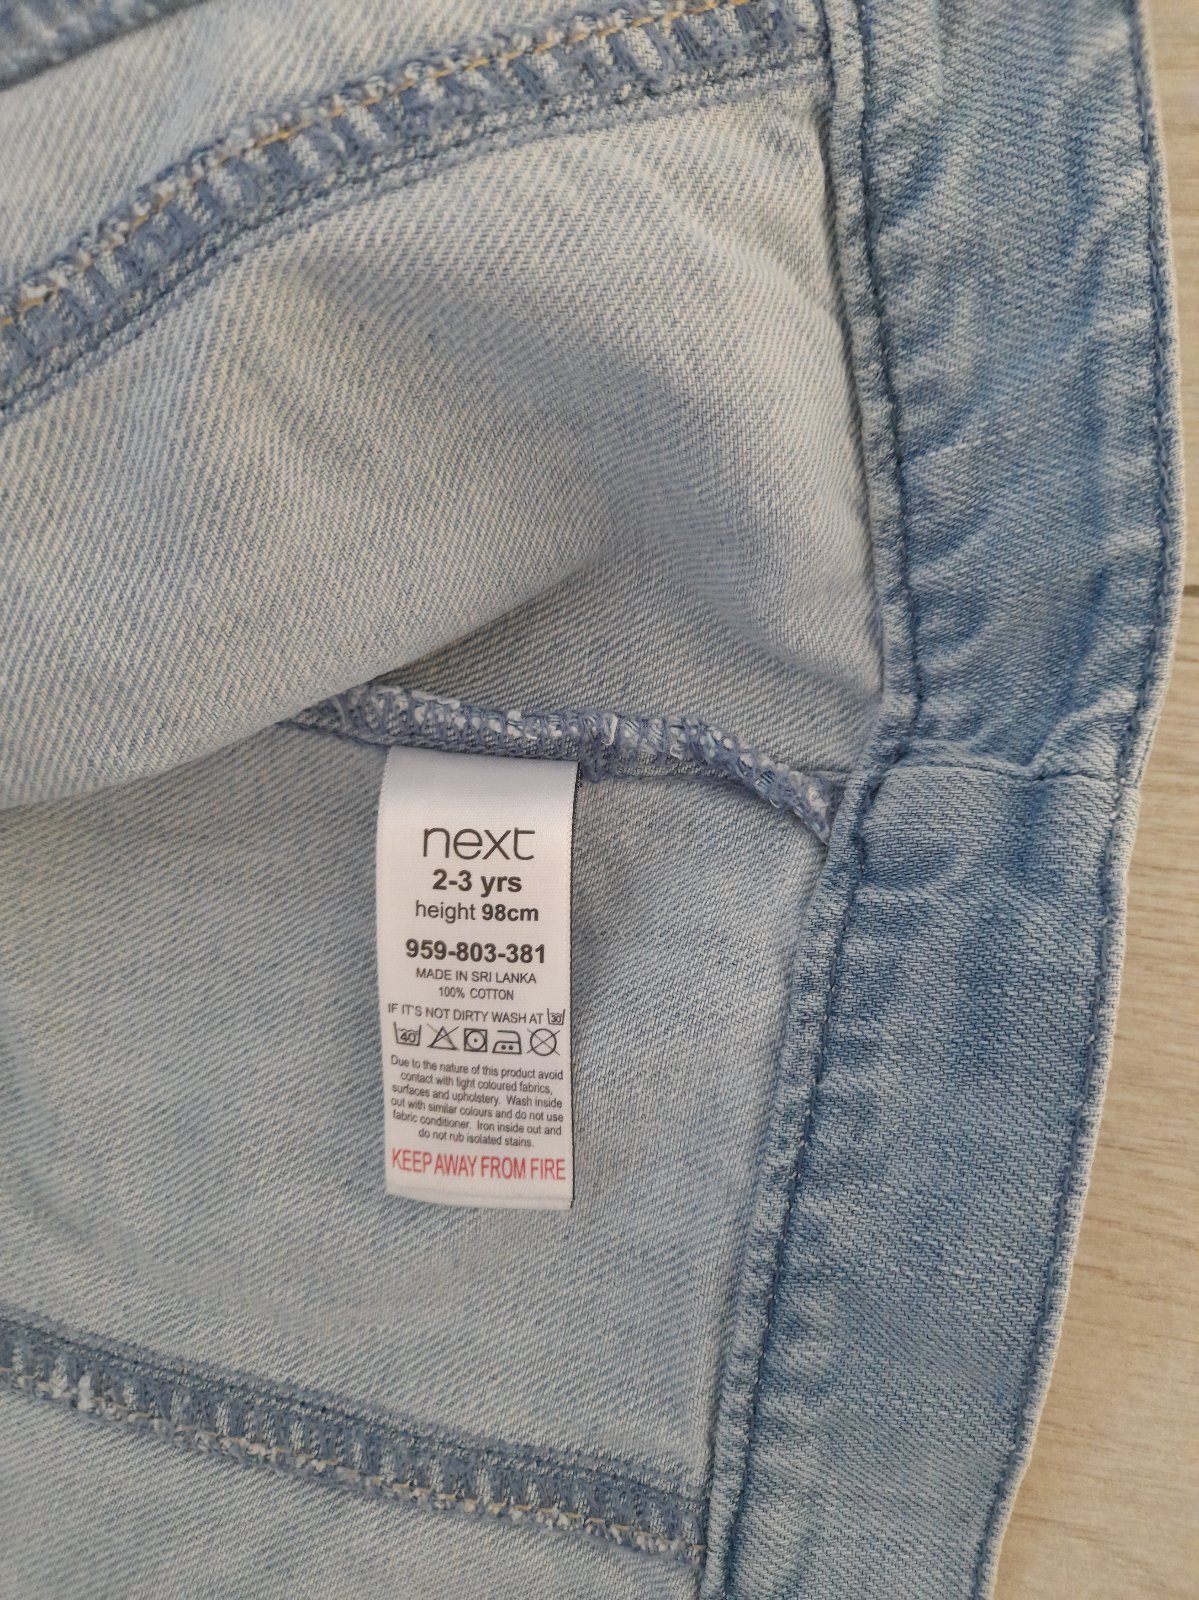 next
2-3 yrs
height 98cm
959-803-381
MADE IN SRI LANKA
100% COTTON
IF IT'S NOT DIRTY WASH AT 30
40
Due to the nature of this product avoid
contact with light coloured fabrics,
surfaces and upholstery. Wash inside
out with similar colours and do not use
fabric conditioner. Iron inside out and
do not rub isolated stains.
KEEP AWAY FROM FIRE